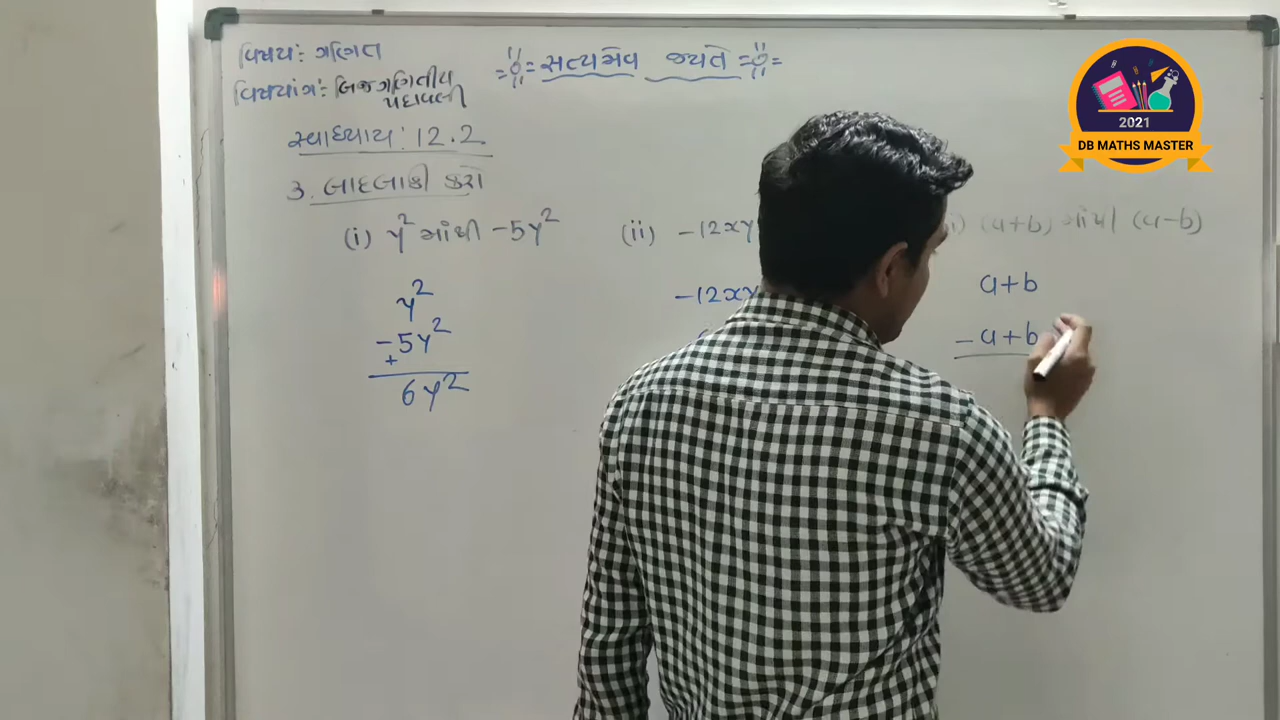 વિષય: ગણિત
=ૢ= સત્યમેવ જયતે =ૢ=
વિષયાંગ: બિજગણિતીય
પદાવલી
સ્વાધ્યાય: 12.2
૩. બાદબાકી કરો
(i) y² માંથી -5y²
(ii) -12xy
i) (a+b) માંથી (a-b)
y²
- 5y²
+
6y²
-12xy
a+b
- a+b
2021
DB MATHS MASTER